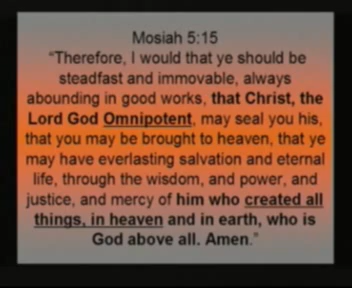 Mosiah 5:15
“Therefore, I would that ye should be
steadfast and immovable, always
abounding in good works, that Christ, the
Lord God Omnipotent, may seal you his,
that you may be brought to heaven, that ye
may have everlasting salvation and eternal
life, through the wisdom, and power, and
justice, and mercy of him who created all
things, in heaven and in earth, who is
God above all. Amen.”